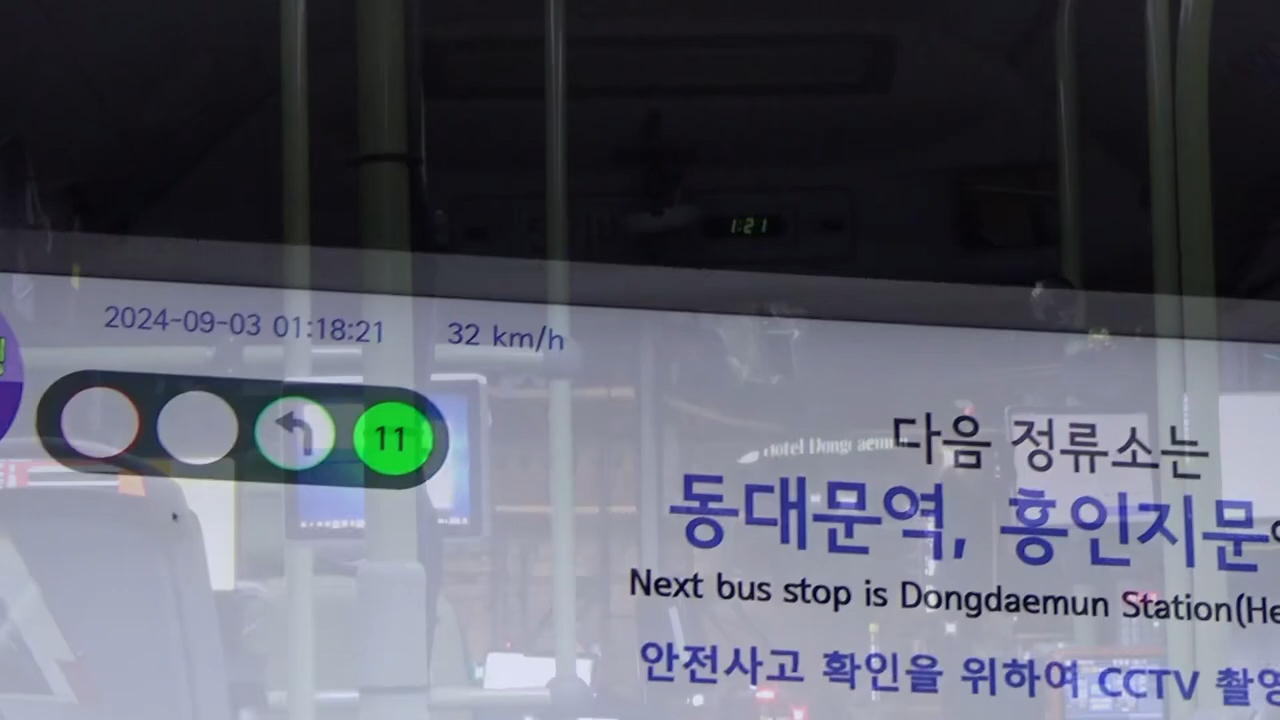 1:21
2024-09-03 01:18:21 32 km/h
11
다음 정류소는
Hotel Dongdaemun
동대문역, 흥인지문
Next bus stop is Dongdaemun Station(He
안전사고 확인을 위하여 CCTV 촬영